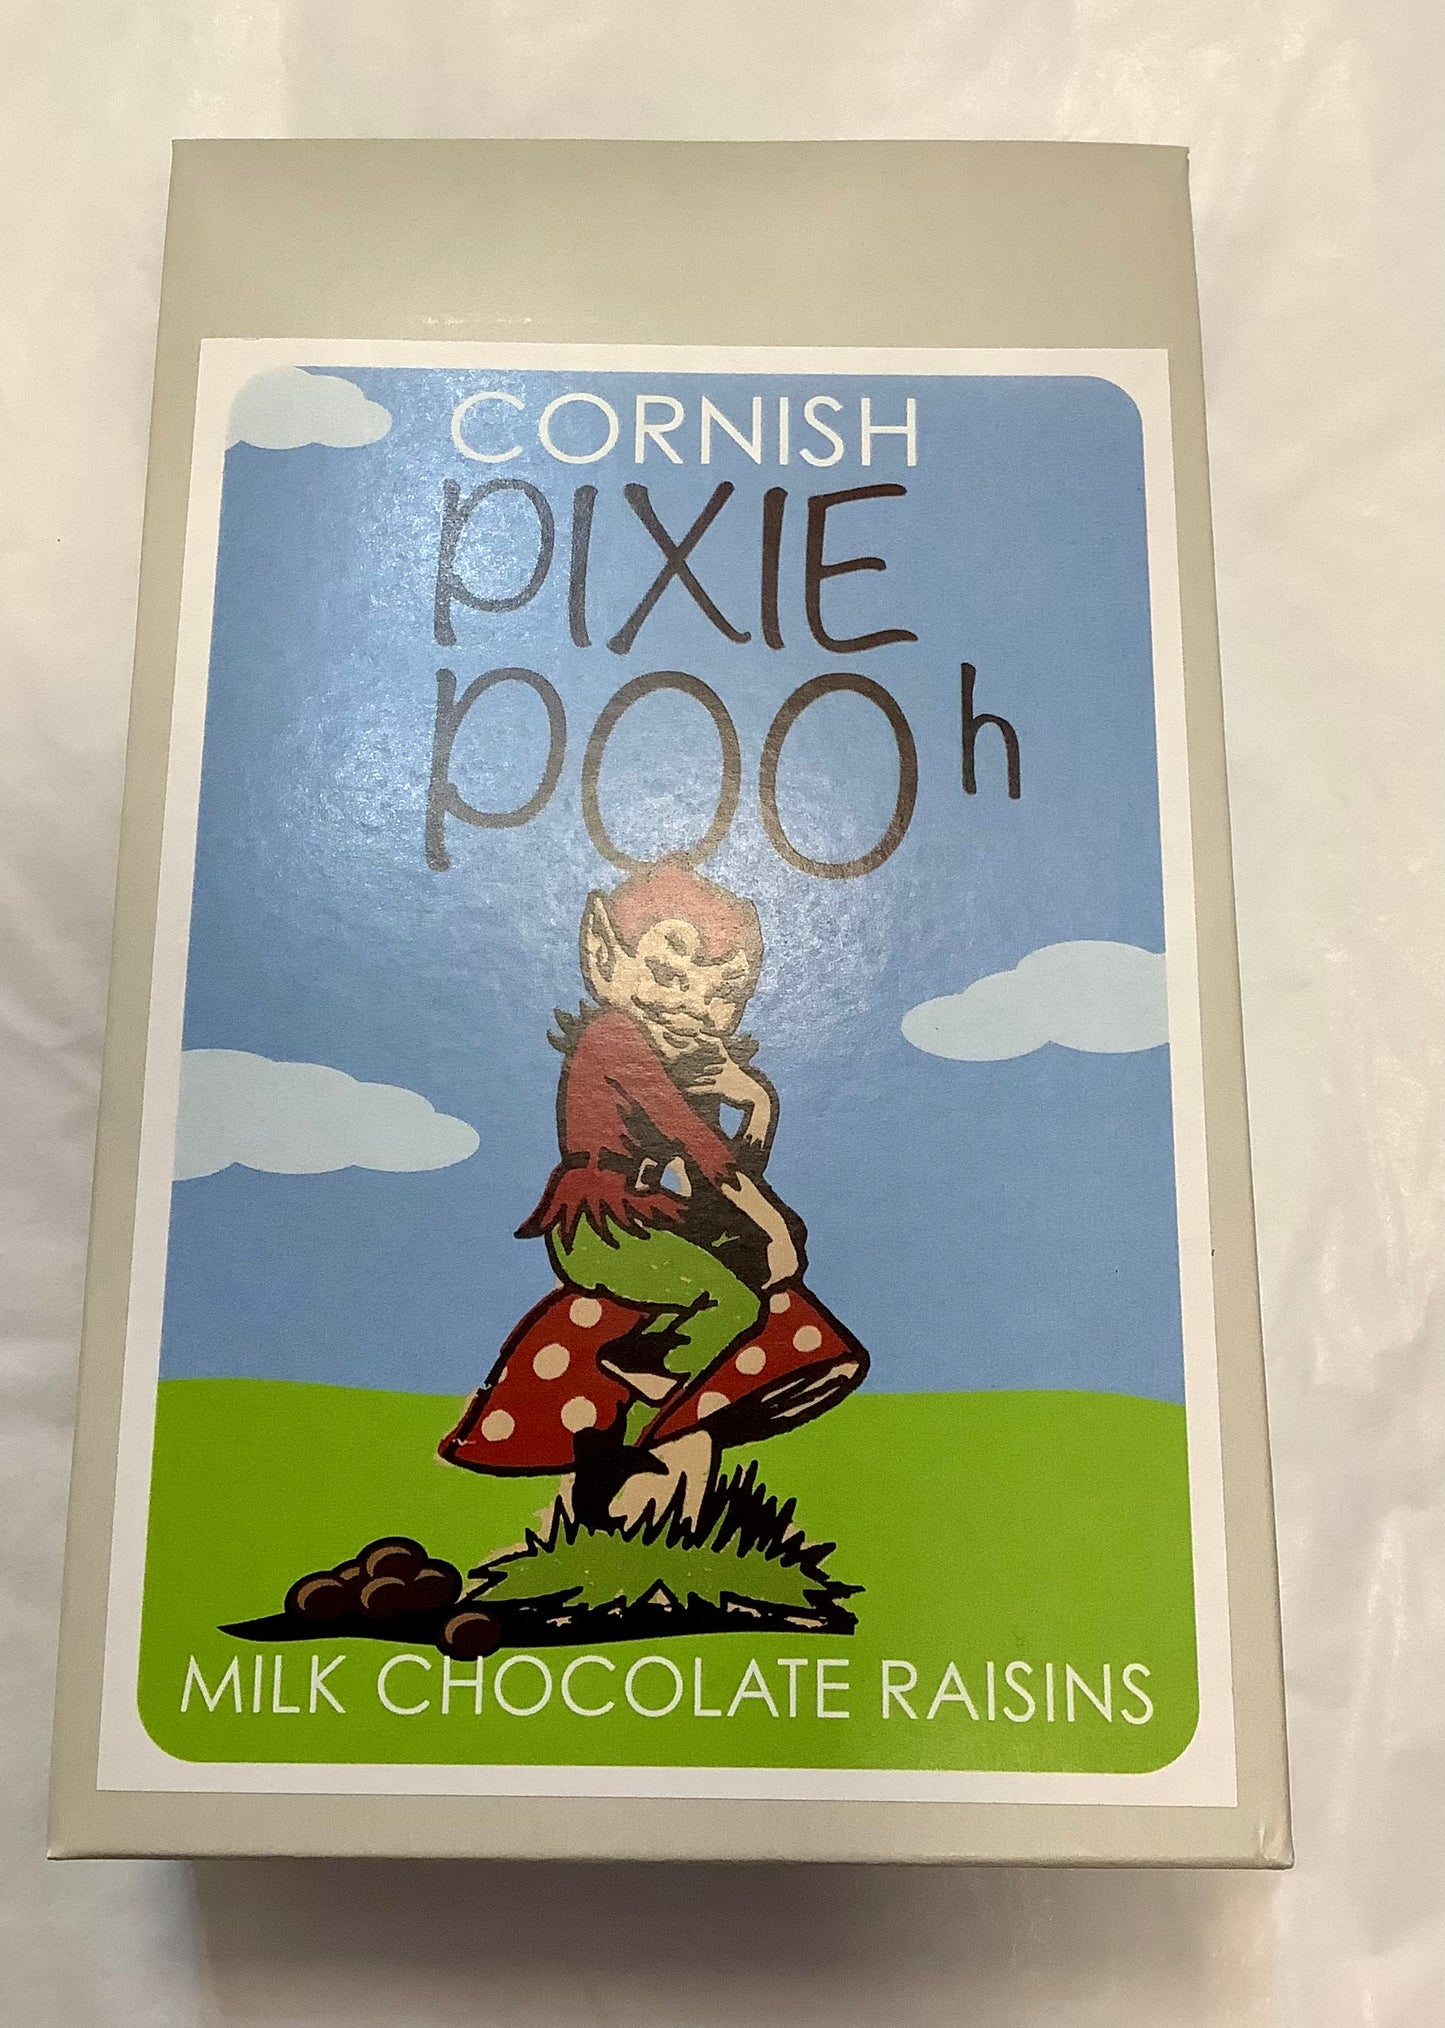 CORNISH
PIXIE
POOh
MILK CHOCOLATE RAISINS